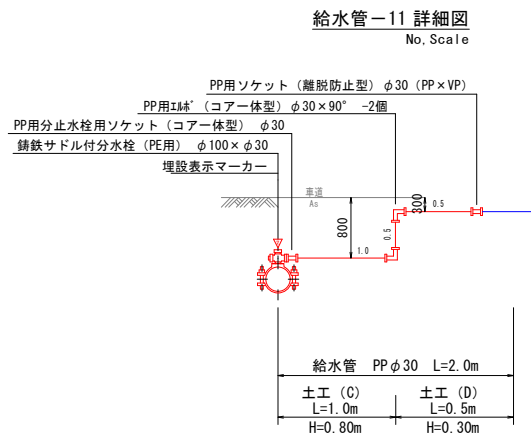 給水管－11 詳細図
No,Scale
PP用ソケット（離脱防止型）φ30（PP×VP）
PP用ｴﾙﾎﾞ（コアー体型）φ30×90° -2個
PP用分止水栓用ソケット（コアー体型） φ30
鋳鉄サドル付分水栓（PE用） φ100×φ30
埋設表示マーカー
車道
As
800
300
0.5
0.5
1.0
給水管 PPφ30 L=2.0m
土工（C）
L=1.0m
H=0.80m
土工（D）
L=0.5m
H=0.30m